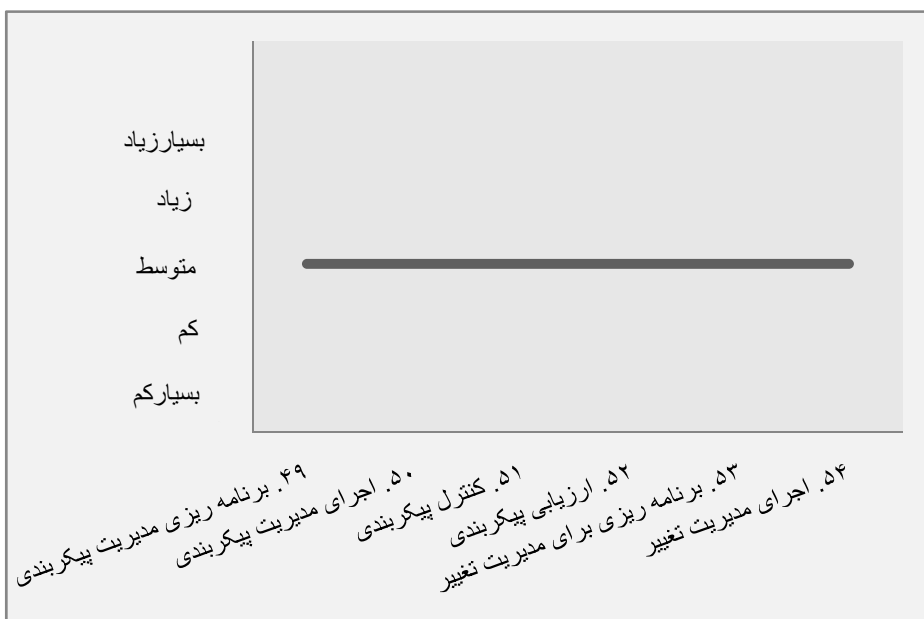 بسیارزیاد
زیاد
متوسط
کم
بسیارکم
۴۹. برنامه ریزی مدیریت پیکربندی
۵۰. اجرای مدیریت پیکربندی
۵۱. کنترل پیکربندی
۵۲. ارزیابی پیکربندی
۵۳. برنامه ریزی برای مدیریت تغییر
۵۴. اجرای مدیریت تغییر